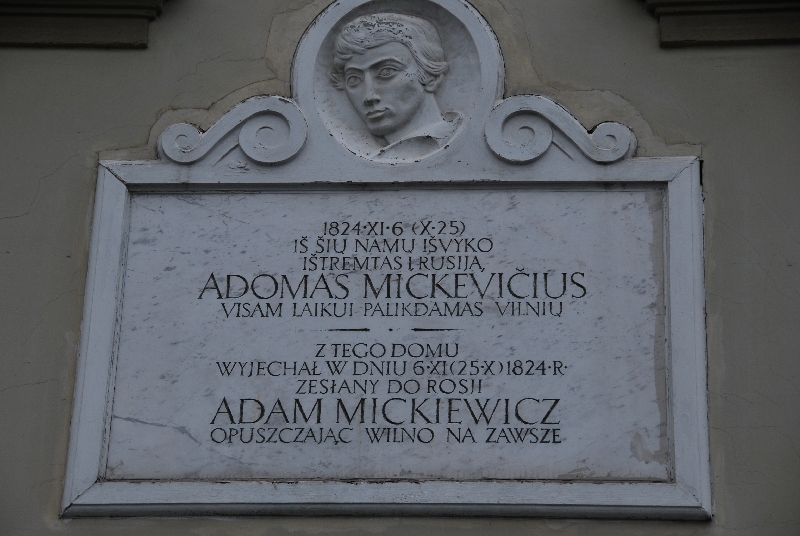 1824·XI·6 (X·25)
IŠ ŠIŲ NAMŲ IŠVYKO
IŠTREMTAS Į RUSIJĄ
ADOMAS MICKEVIČIUS
VISAM LAIKUI PALIKDAMAS VILNIŲ
Z TEGO DOMU
WYJECHAŁ W DNIU 6·XI (25·X) 1824·R·
ZESŁANY DO ROSJI
ADAM MICKIEWICZ
OPUSZCZAJĄC WILNO NA ZAWSZE